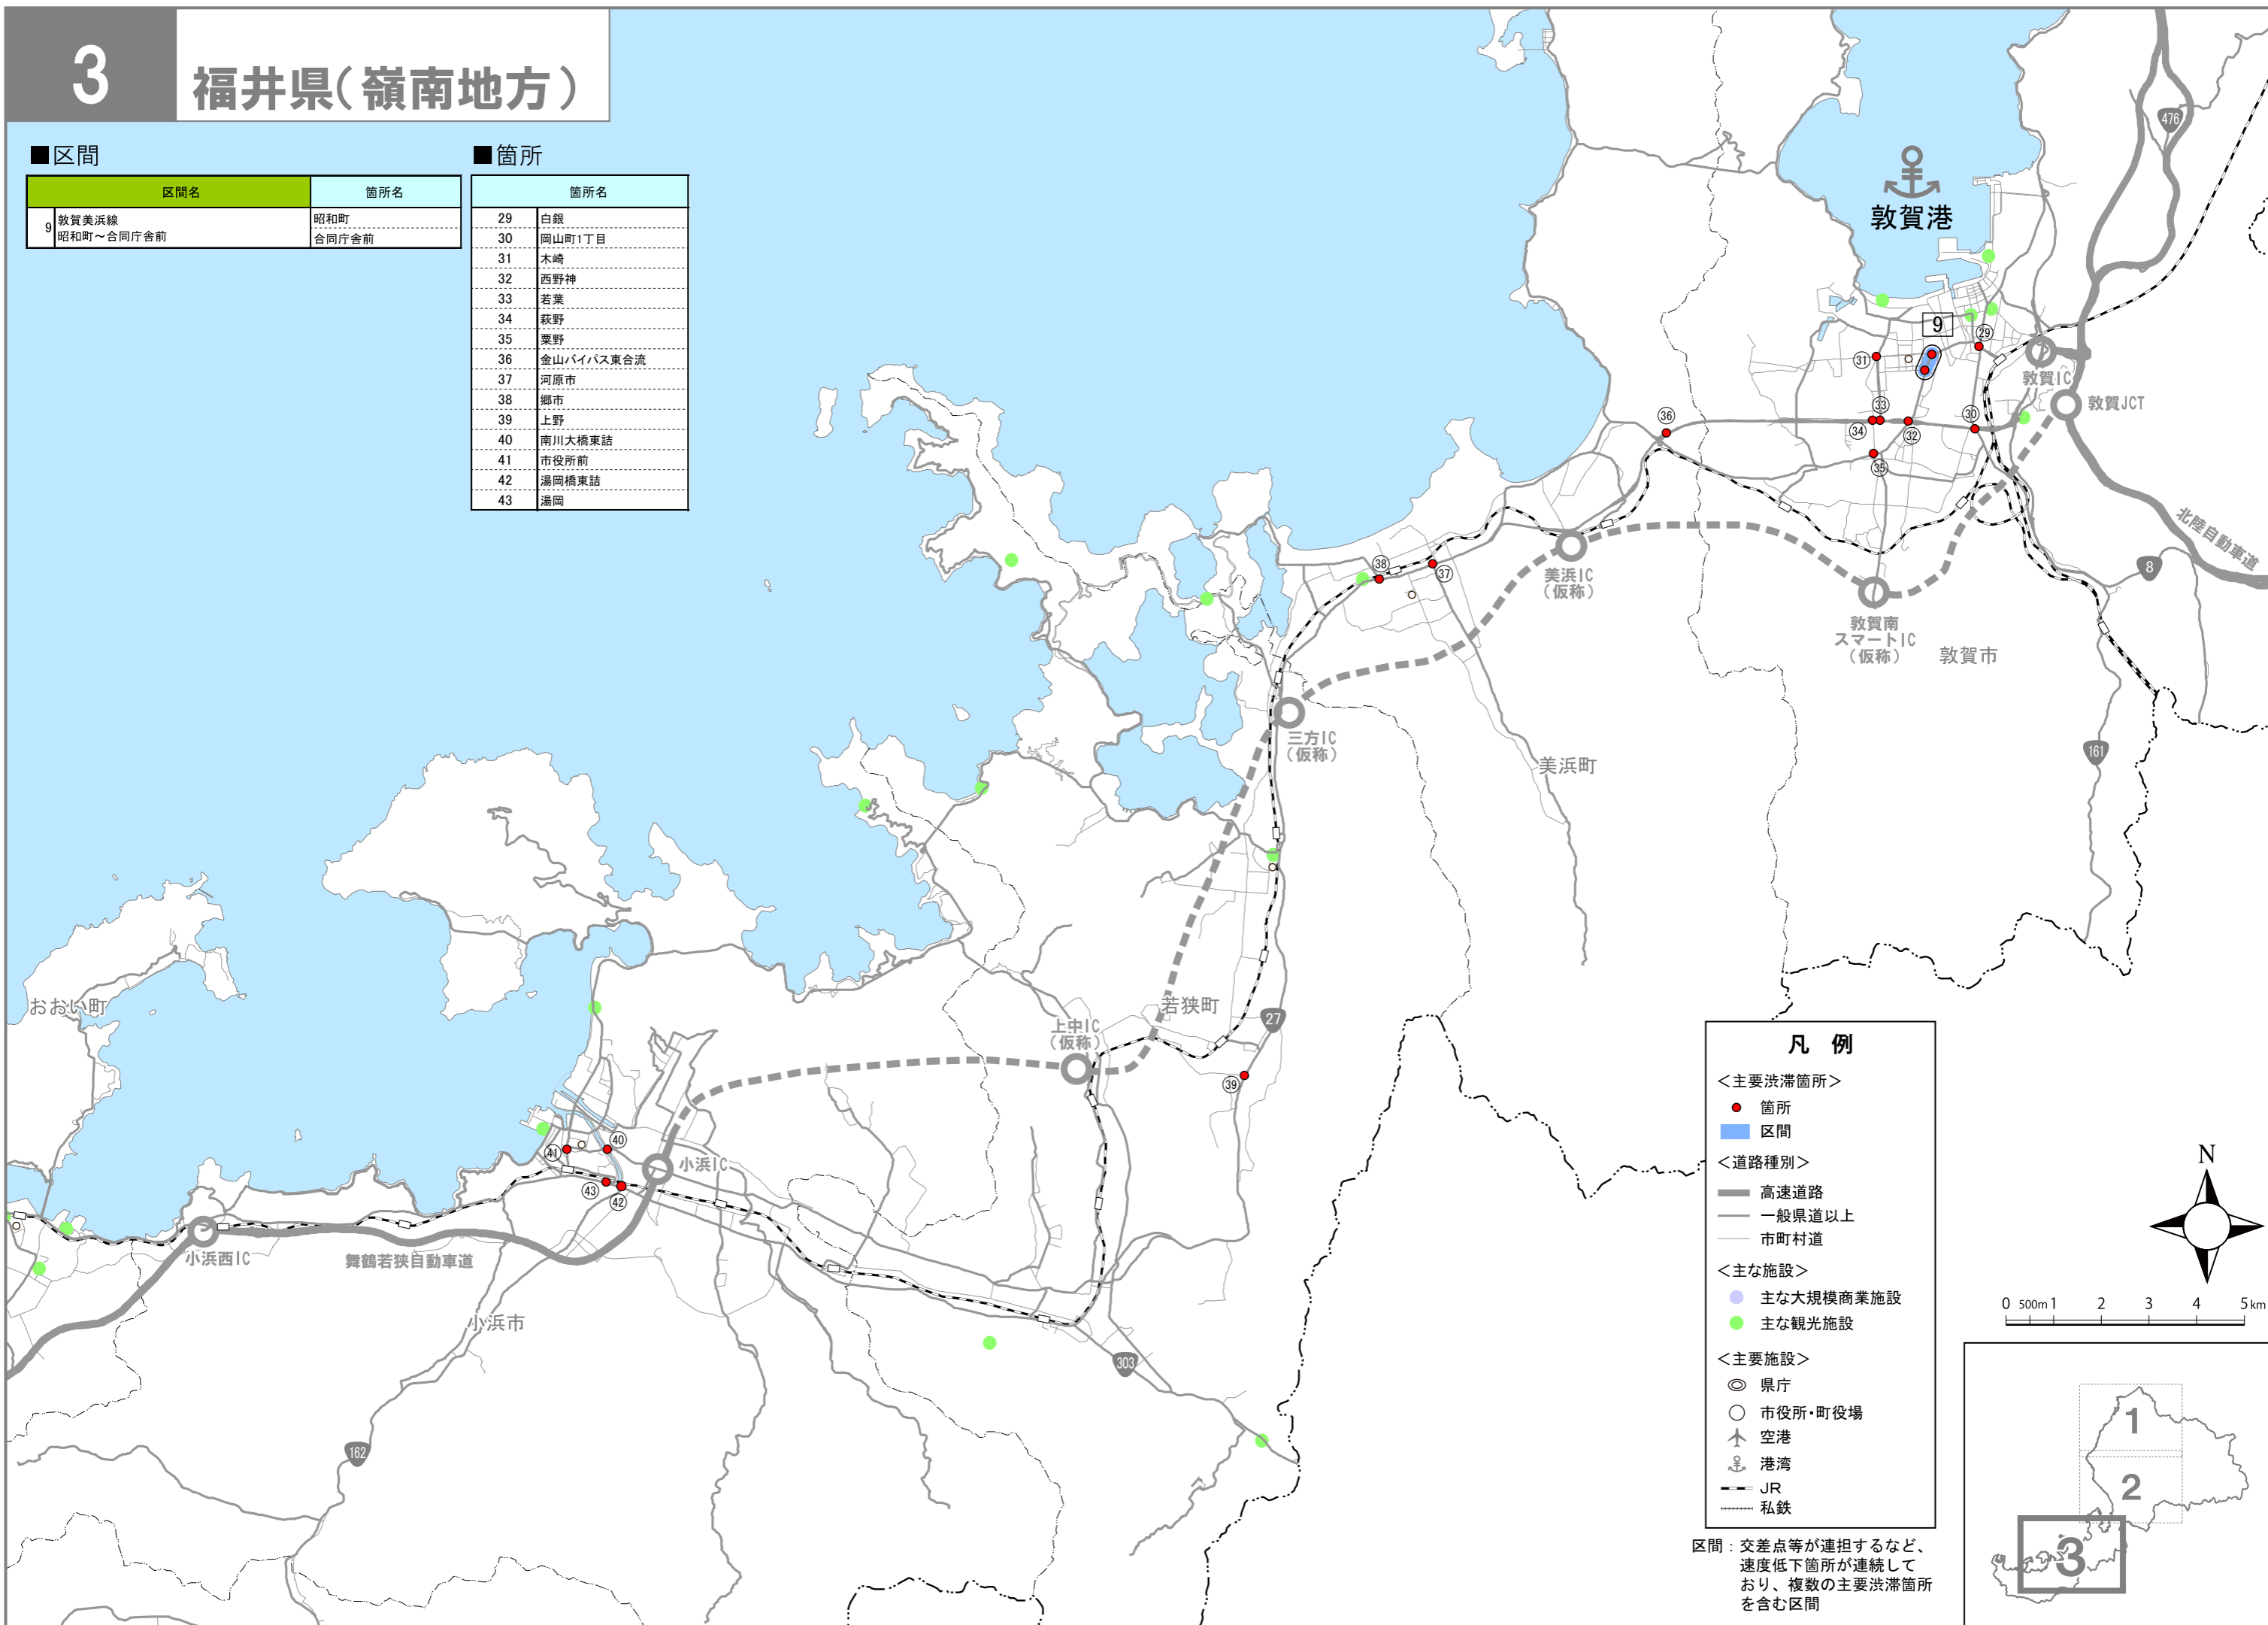 3
福井県(嶺南地方)
■区間
区間名 箇所名
9 敦賀美浜線
昭和町～合同庁舎前
昭和町
合同庁舎前
■箇所
箇所名
29 白銀
30 岡山町1丁目
31 木崎
32 西野神
33 若葉
34 萩野
35 粟野
36 金山バイパス東合流
37 河原市
38 郷市
39 上野
40 南川大橋東詰
41 市役所前
42 湯岡橋東詰
43 湯岡
敦賀港
476
9
29
31
敦賀IC
敦賀JCT
33
36
30
34
32
35
北陸自動車道
8
38
37
美浜IC
(仮称)
敦賀南
スマートIC
(仮称)
敦賀市
三方IC
(仮称)
美浜町
161
おおい町
若狭町
27
上中IC
(仮称)
39
40
41
小浜IC
43
42
小浜西IC
舞鶴若狭自動車道
小浜市
303
162
凡 例
＜主要渋滞箇所＞
箇所
区間
＜道路種別＞
高速道路
一般県道以上
市町村道
＜主な施設＞
主な大規模商業施設
主な観光施設
＜主要施設＞
県庁
市役所・町役場
空港
港湾
JR
私鉄
区間：交差点等が連担するなど、
速度低下箇所が連続して
おり、複数の主要渋滞箇所
を含む区間
N
0 500m 1 2 3 4 5km
1
2
3